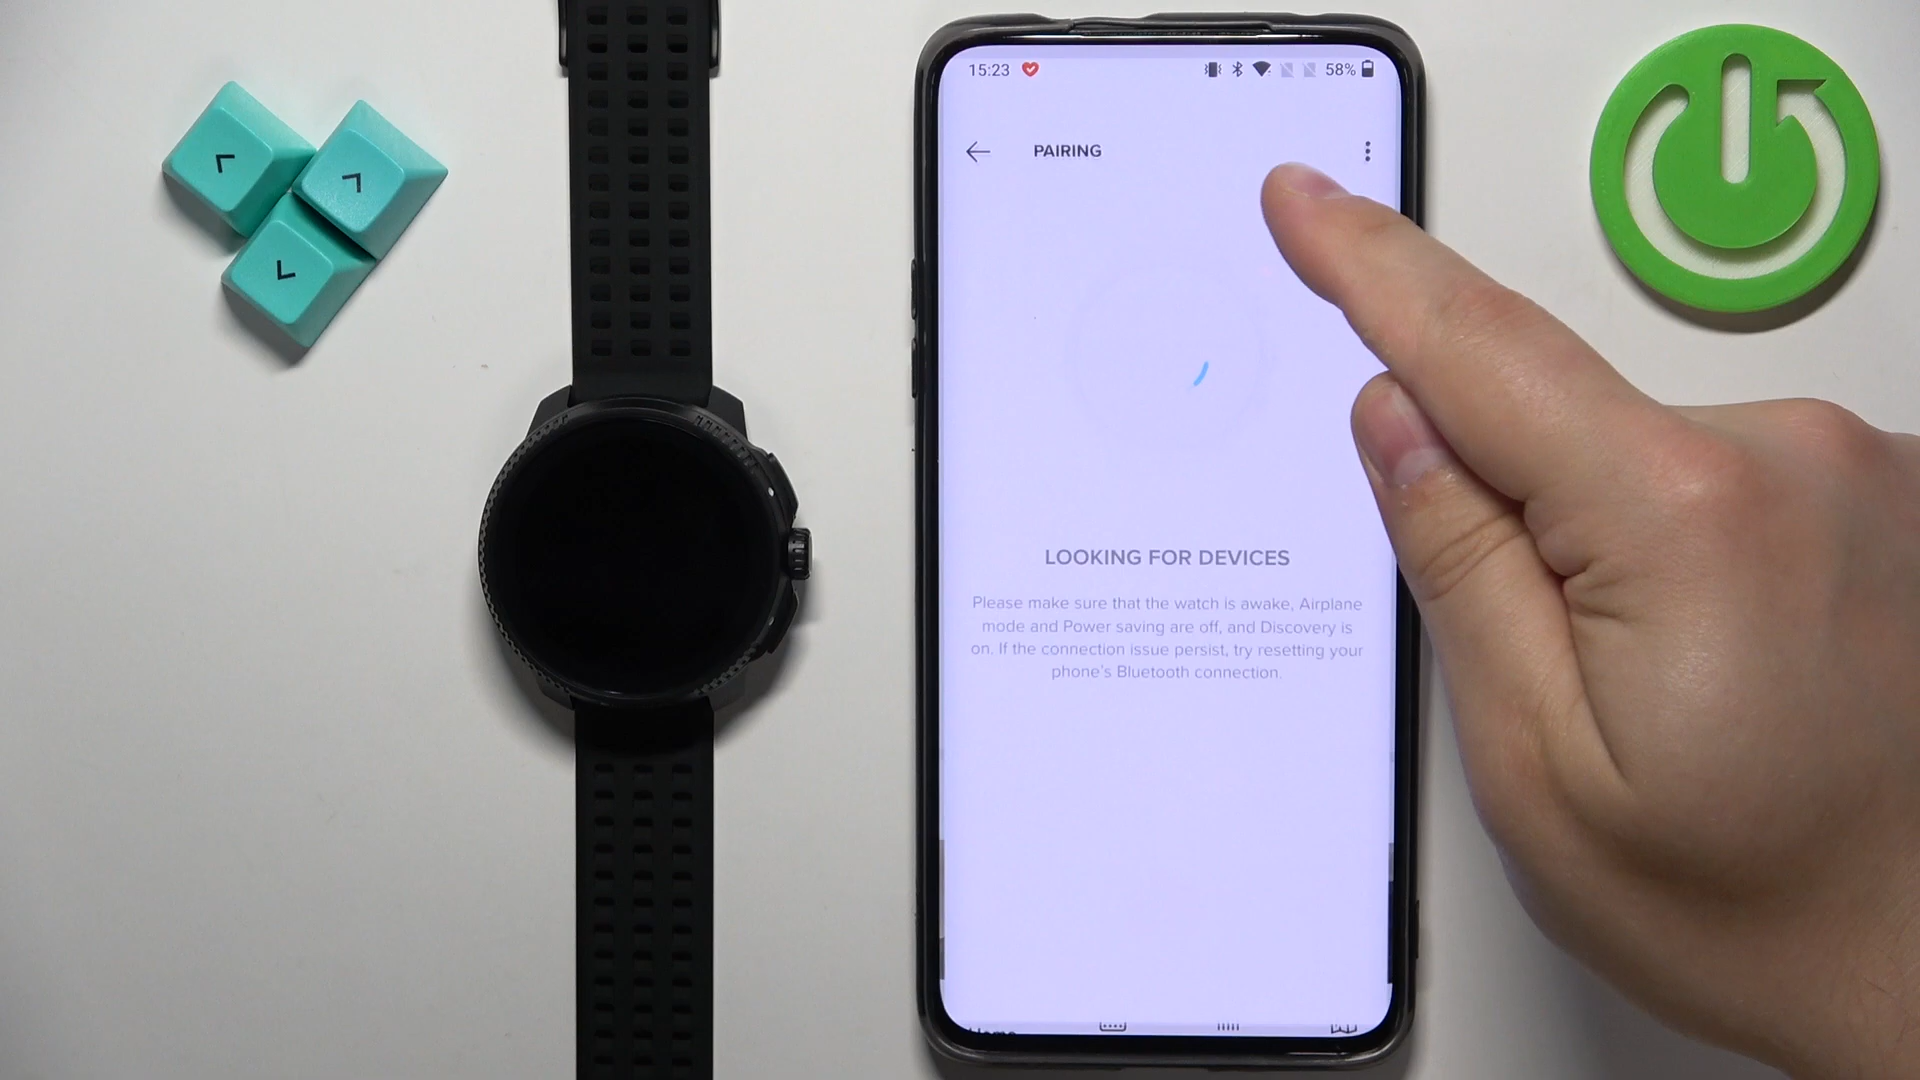 15:23
58%
PAIRING
LOOKING FOR DEVICES
Please make sure that the watch is awake, Airplane
mode and Power saving are off, and Discovery is
on. If the connection issue persist, try resetting your
phone's Bluetooth connection.